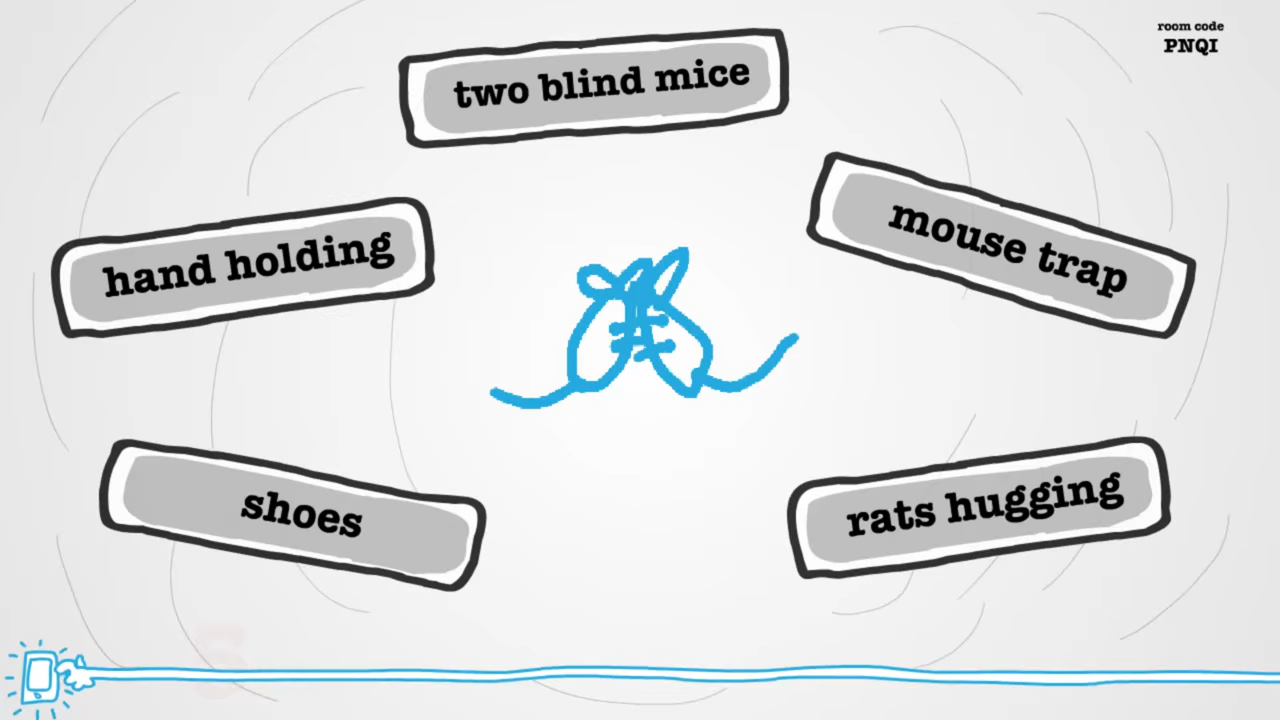 room code
PNQI
two blind mice
mouse trap
hand holding
rats hugging
shoes